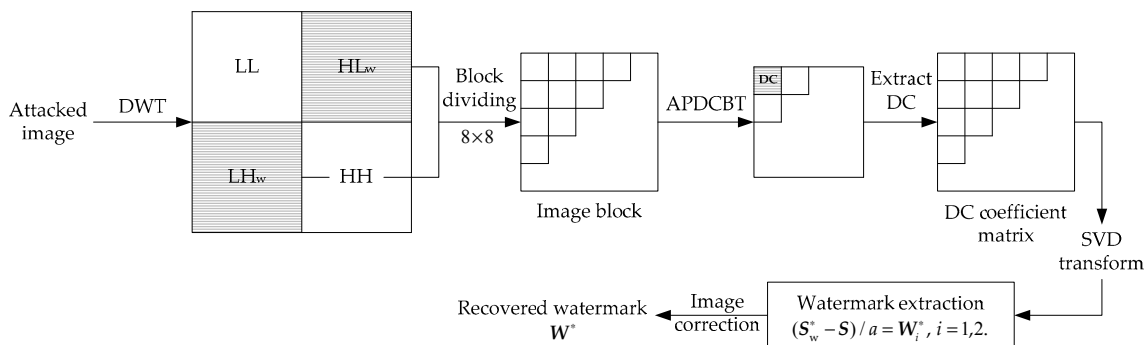 Attacked
image
DWT
LL
HLw
LHw
HH
Block
dividing
8×8
Image block
APDCBT
DC
Extract
DC
DC coefficient
matrix
SVD
transform
Watermark extraction
(S*w − S) / a = W*i, i = 1,2.
Image
correction
Recovered watermark
W*